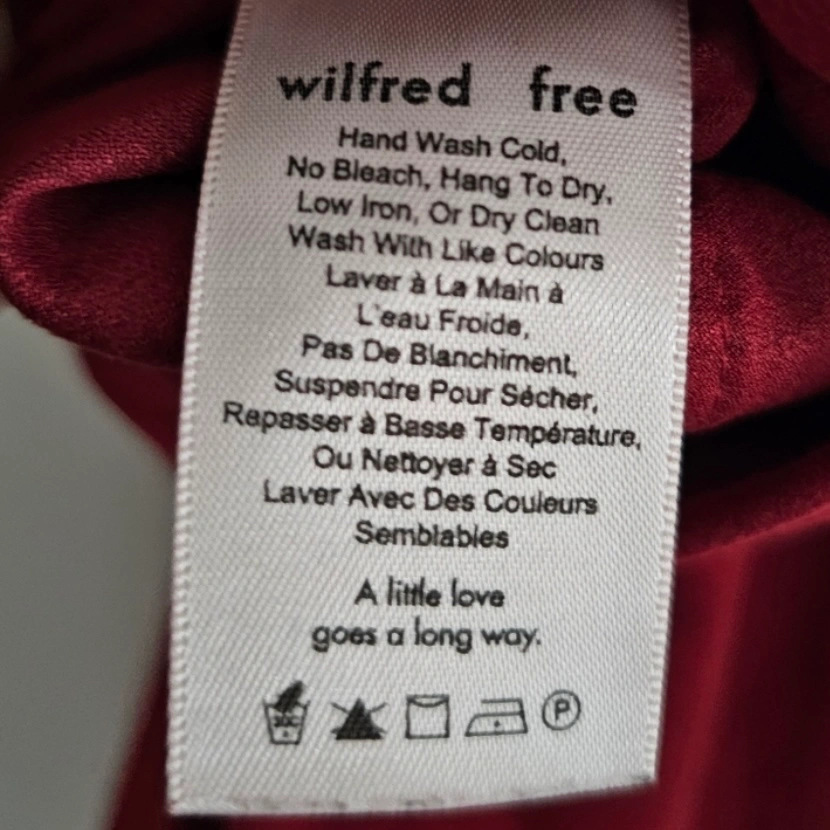 wilfred free
Hand Wash Cold,
No Bleach, Hang To Dry,
Low Iron, Or Dry Clean
Wash With Like Colours
Laver à La Main à
L'eau Froide,
Pas De Blanchiment,
Suspendre Pour Sécher,
Repasser à Basse Température,
Ou Nettoyer à Sec
Laver Avec Des Couleurs
Semblables
A little love
goes a long way.
30C
P